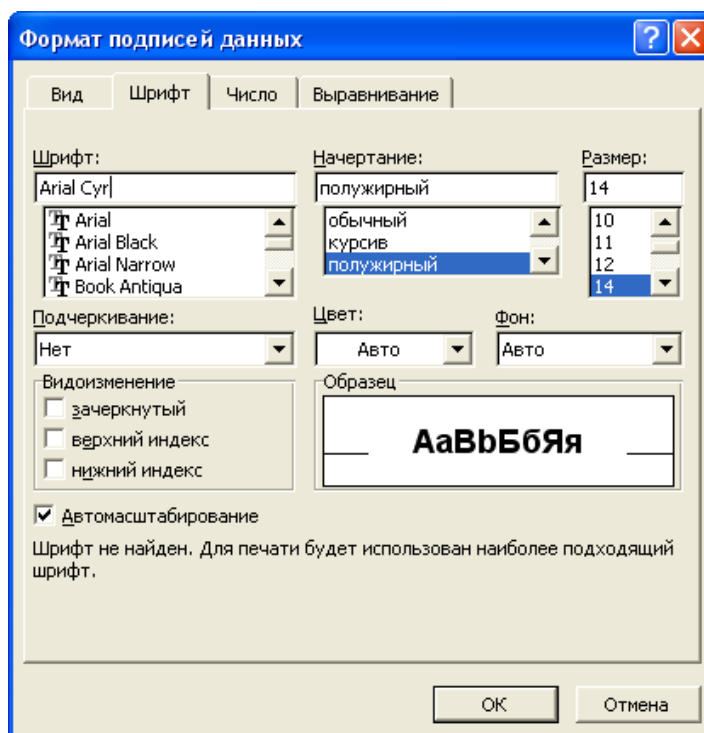 Формат подписей данных
Вид Шрифт Число Выравнивание
Шрифт: Начертание: Размер:
Arial Cyr полужирный 14
Arial обычный 10
Arial Black курсив 11
Arial Narrow полужирный 12
Book Antiqua 14
Подчеркивание: Цвет: Фон:
Нет Авто Авто
Видоизменение Образец
зачеркнутый
верхний индекс АаВbБбЯя
нижний индекс
Автомасштабирование
Шрифт не найден. Для печати будет использован наиболее подходящий
шрифт.
ОК Отмена